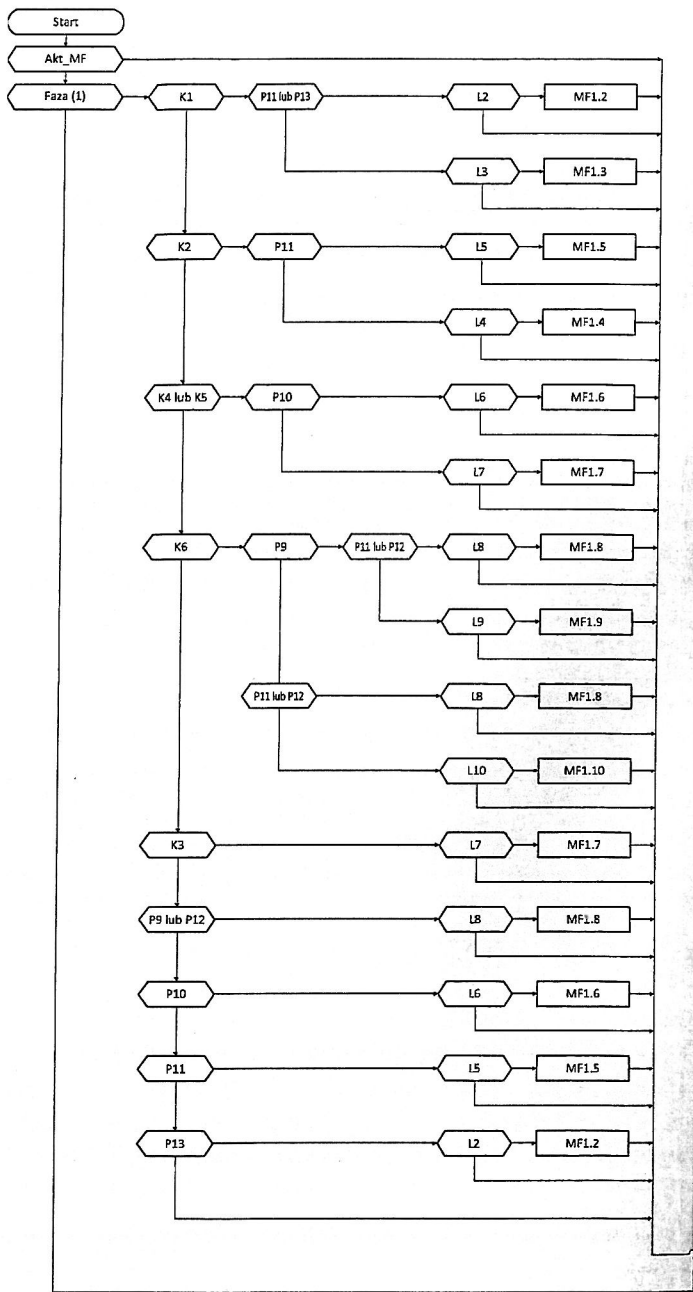 Start
Akt_MF
Faza (1) K1 P11 lub P13 L2 MF1.2
L3 MF1.3
K2 P11 L5 MF1.5
L4 MF1.4
K4 lub K5 P10 L6 MF1.6
L7 MF1.7
K6 P9 P11 lub P12 L8 MF1.8
L9 MF1.9
P11 lub P12 L8 MF1.8
L10 MF1.10
K3 L7 MF1.7
P9 lub P12 L8 MF1.8
P10 L6 MF1.6
P11 L5 MF1.5
P13 L2 MF1.2